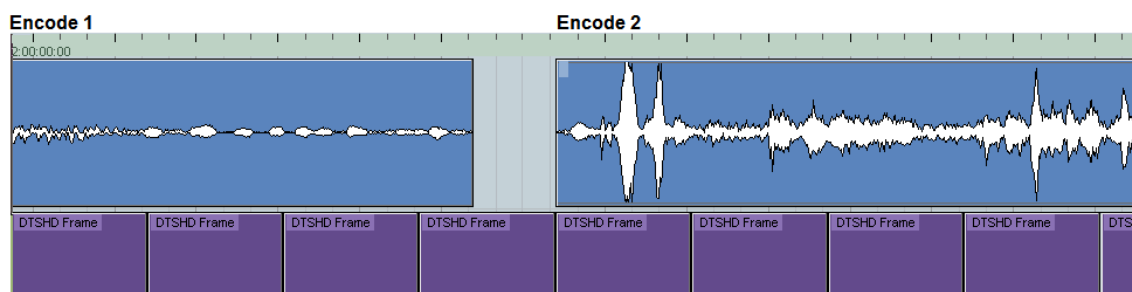 Encode 1 Encode 2
2:00:00:00
DTSHD Frame DTSHD Frame DTSHD Frame DTSHD Frame DTSHD Frame DTSHD Frame DTSHD Frame DTSHD Frame DTS